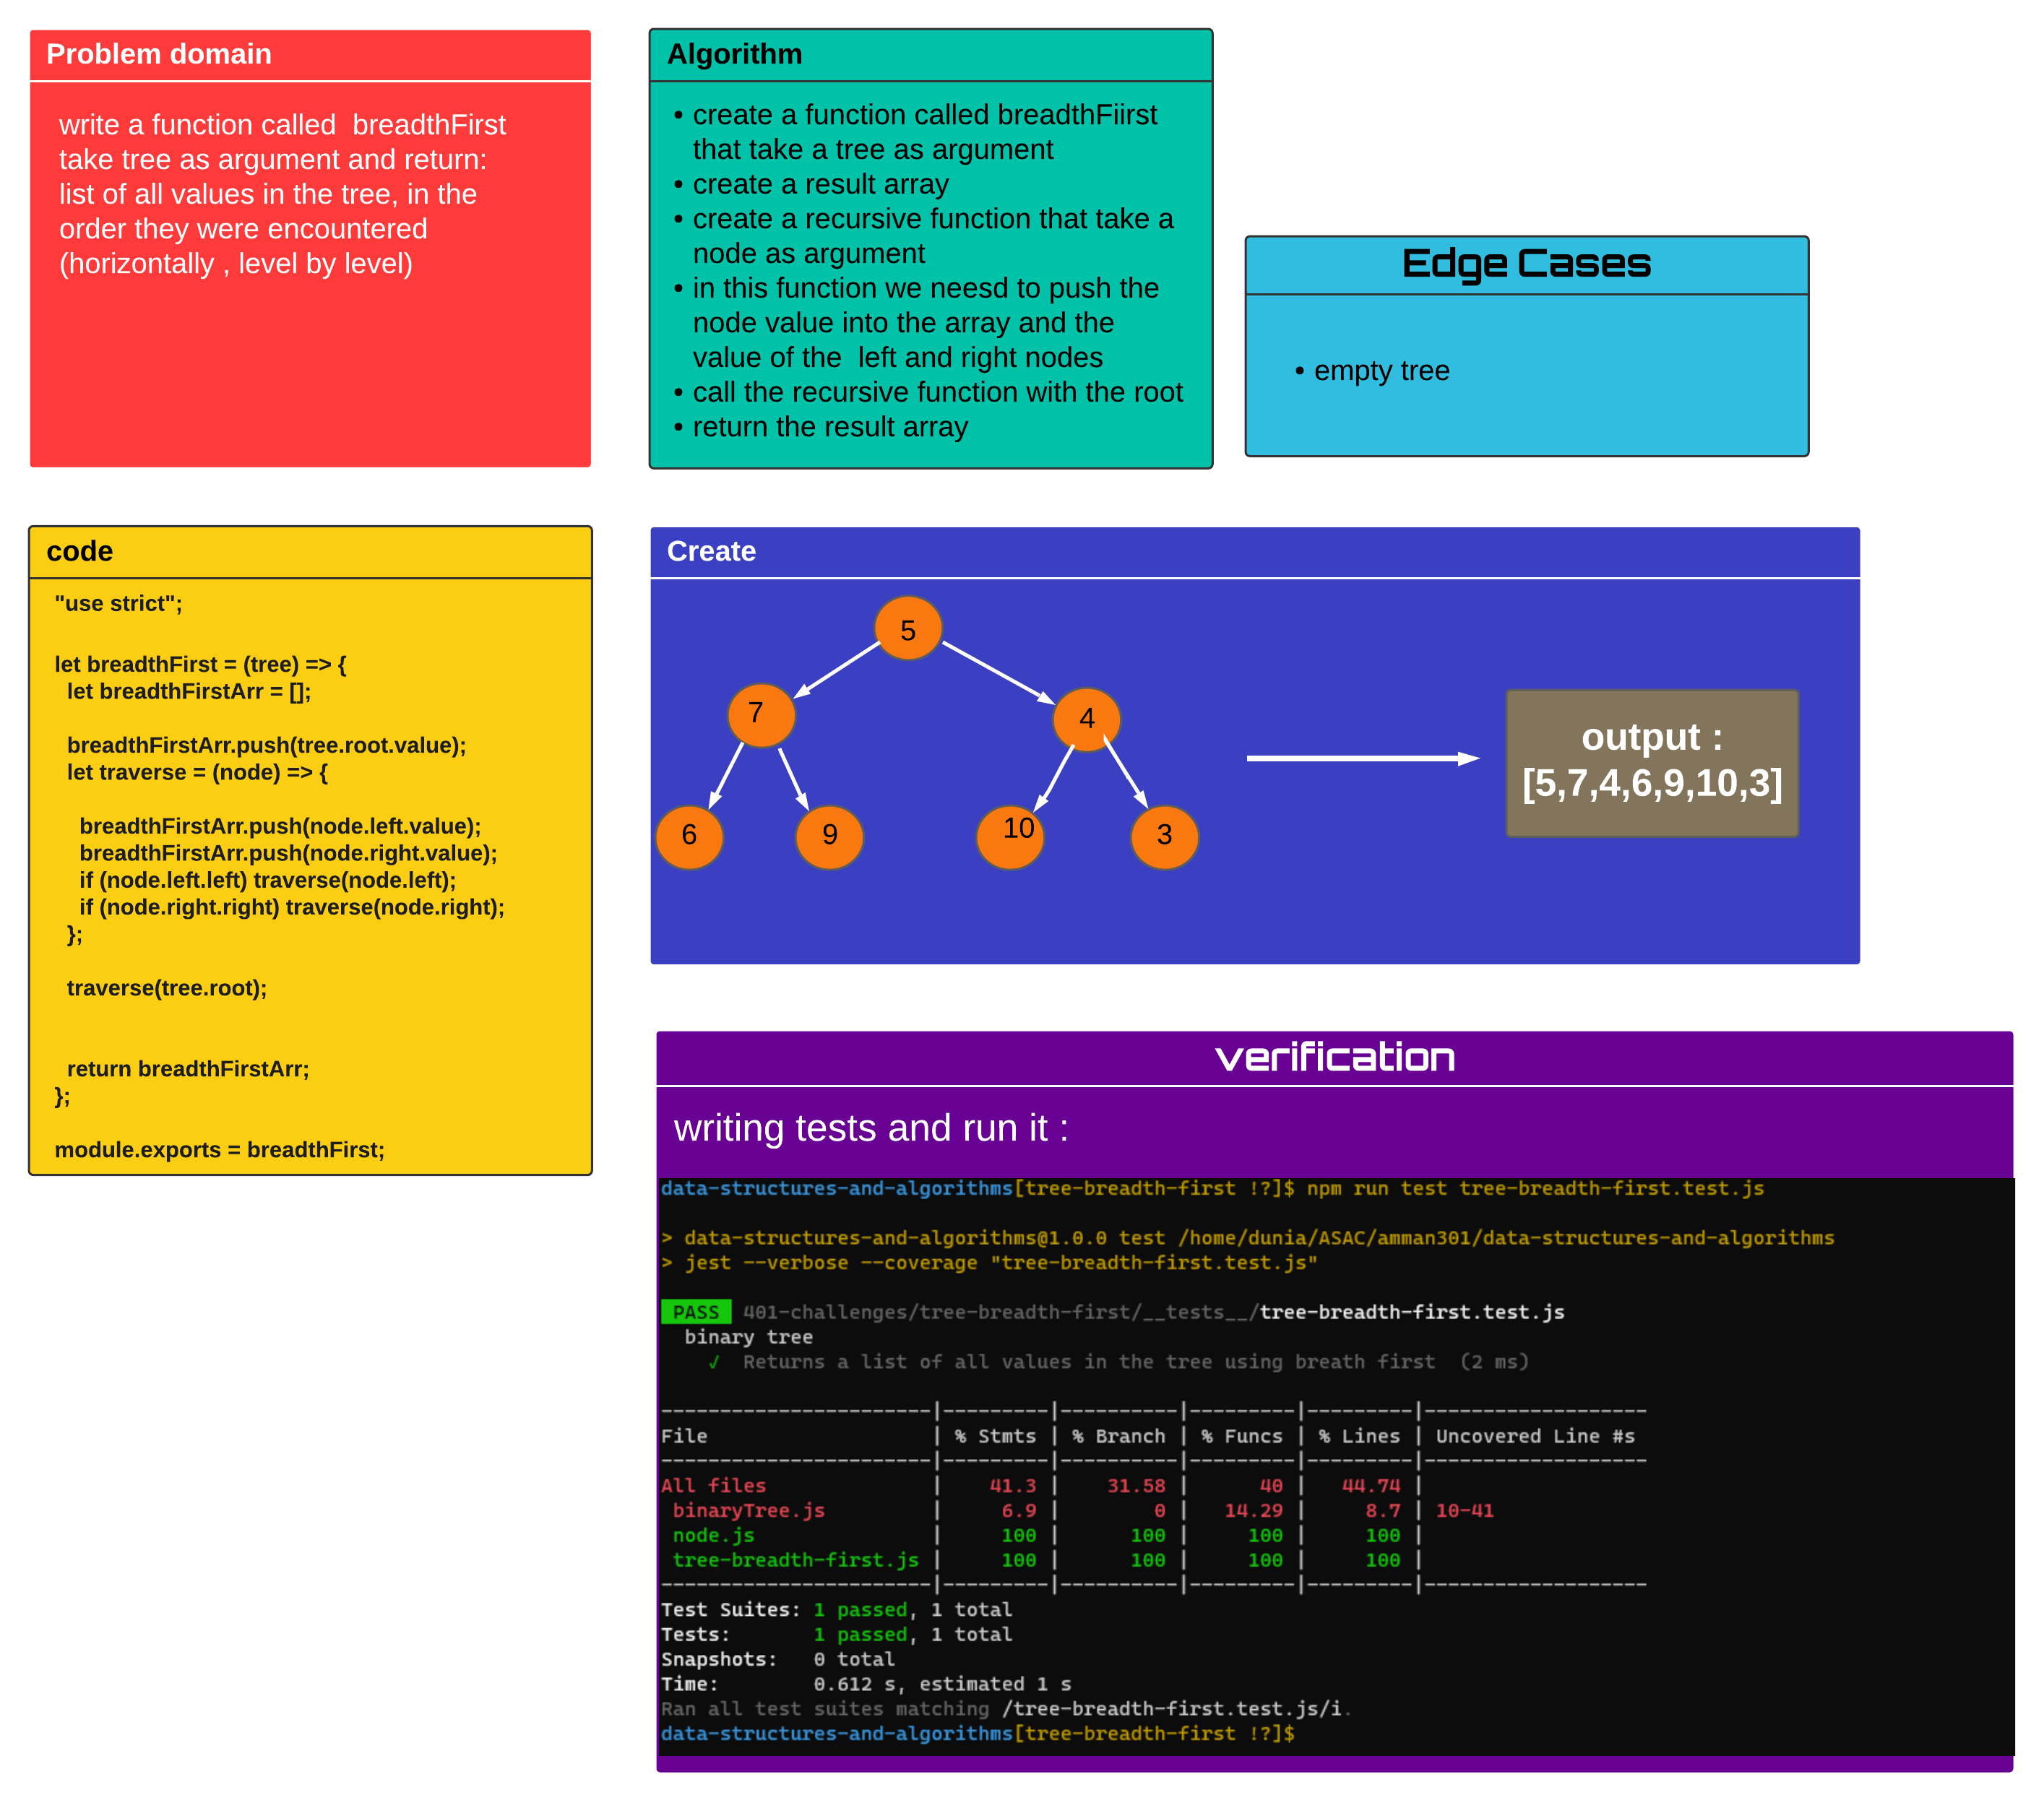 Problem domain
write a function called  breadthFirst
take tree as argument and return:
list of all values in the tree, in the
order they were encountered
(horizontally , level by level)
Algorithm
• create a function called breadthFiirst
that take a tree as argument
• create a result array
• create a recursive function that take a
node as argument
• in this function we neesd to push the
node value into the array and the
value of the  left and right nodes
• call the recursive function with the root
• return the result array
Edge Cases
• empty tree
code
"use strict";
let breadthFirst = (tree) => {
  let breadthFirstArr = [];
  breadthFirstArr.push(tree.root.value);
  let traverse = (node) => {
    breadthFirstArr.push(node.left.value);
    breadthFirstArr.push(node.right.value);
    if (node.left.left) traverse(node.left);
    if (node.right.right) traverse(node.right);
  };
  traverse(tree.root);
  return breadthFirstArr;
};
module.exports = breadthFirst;
Create
5
7
4
6
9
10
3
output :
[5,7,4,6,9,10,3]
verification
writing tests and run it :
data-structures-and-algorithms[tree-breadth-first !?]$ npm run test tree-breadth-first.test.js
> data-structures-and-algorithms@1.0.0 test /home/dunia/ASAC/amman301/data-structures-and-algorithms
> jest --verbose --coverage "tree-breadth-first.test.js"
PASS 401-challenges/tree-breadth-first/__tests__/tree-breadth-first.test.js
  binary tree
    ✓  Returns a list of all values in the tree using breath first  (2 ms)
-----------------------|---------|----------|---------|---------|-------------------
File                   | % Stmts | % Branch | % Funcs | % Lines | Uncovered Line #s
-----------------------|---------|----------|---------|---------|-------------------
All files              |    41.3 |    31.58 |      40 |   44.74 |
 binaryTree.js         |     6.9 |        0 |   14.29 |     8.7 | 10-41
 node.js               |     100 |      100 |     100 |     100 |
 tree-breadth-first.js |     100 |      100 |     100 |     100 |
-----------------------|---------|----------|---------|---------|-------------------
Test Suites: 1 passed, 1 total
Tests:       1 passed, 1 total
Snapshots:   0 total
Time:        0.612 s, estimated 1 s
Ran all test suites matching /tree-breadth-first.test.js/i.
data-structures-and-algorithms[tree-breadth-first !?]$